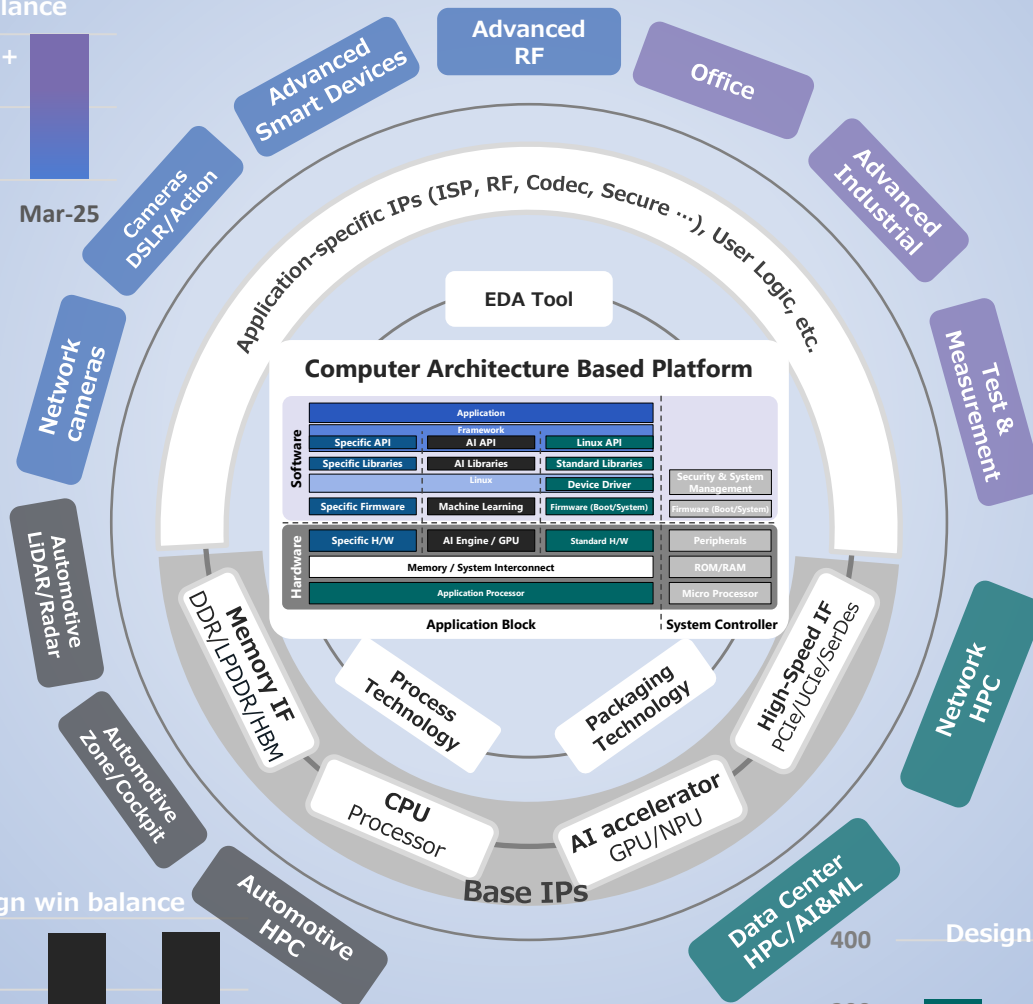 lance
+
Mar-25
Advanced
RF
Advanced
Smart Devices
Office
Cameras
DSLR/Action
Advanced
Industrial
Network
cameras
Test &
Measurement
Automotive
LiDAR/Radar
Network
HPC
Automotive
Zone/Cockpit
Automotive
HPC
Data Center
HPC/AI&ML
Application-specific IPs (ISP, RF, Codec, Secure ...), User Logic, etc.
EDA Tool
Computer Architecture Based Platform
Software
Application
Framework
Specific API
AI API
Linux API
Specific Libraries
AI Libraries
Standard Libraries
Linux
Device Driver
Security & System
Management
Specific Firmware
Machine Learning
Firmware (Boot/System)
Firmware (Boot/System)
Hardware
Specific H/W
AI Engine / GPU
Standard H/W
Peripherals
Memory / System Interconnect
ROM/RAM
Application Processor
Micro Processor
Application Block
System Controller
Memory IF
DDR/LPDDR/HBM
Process
Technology
Packaging
Technology
High-Speed IF
PCIe/UCIe/SerDes
CPU
Processor
AI accelerator
GPU/NPU
Base IPs
gn win balance
400
Design